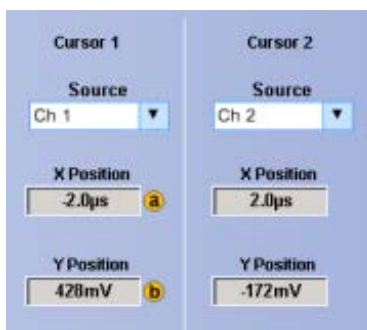 Cursor 1 Cursor 2
Source Source
Ch 1 Ch 2
X Position X Position
-2.0µs a 2.0µs
Y Position Y Position
428mV b -172mV